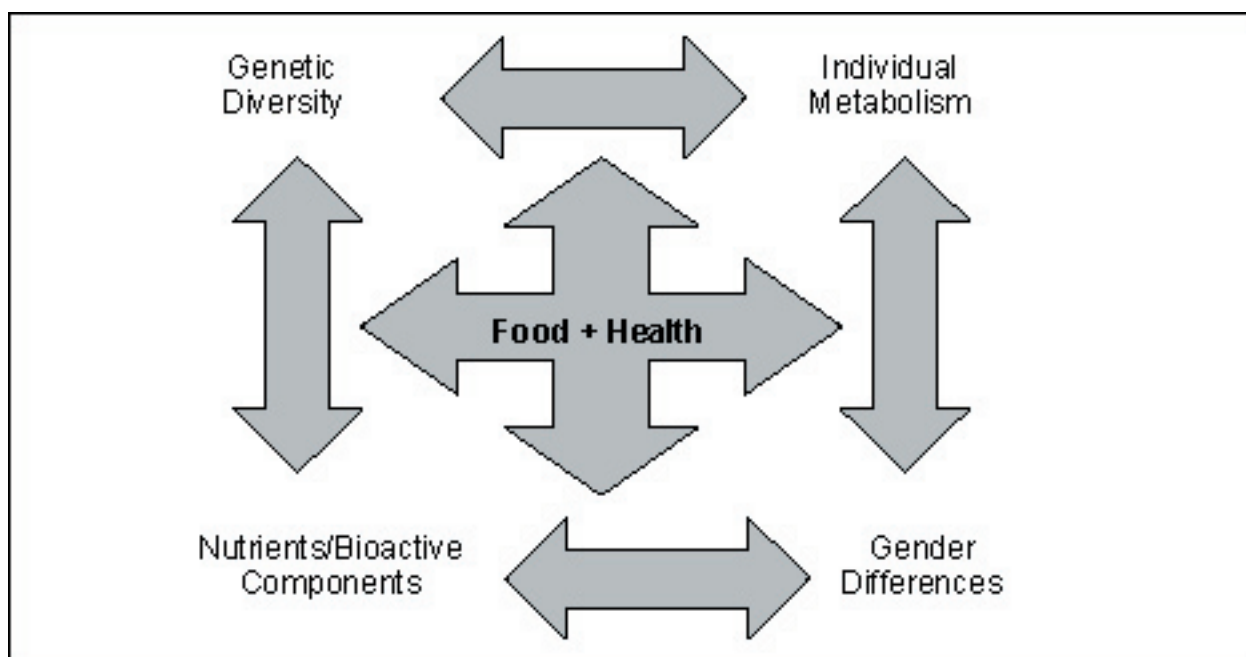 Genetic
Diversity
Individual
Metabolism
Food + Health
Nutrients/Bioactive
Components
Gender
Differences